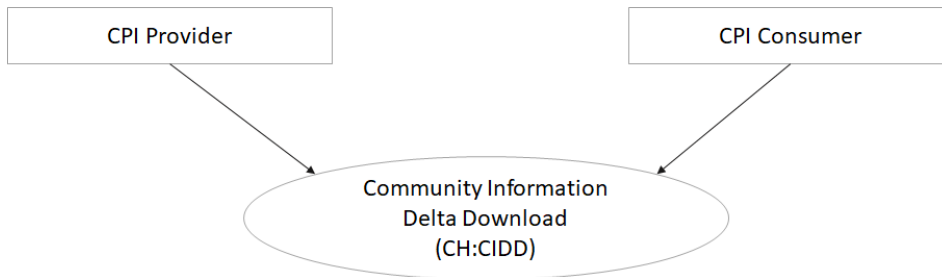 CPI Provider
CPI Consumer
Community Information
Delta Download
(CH:CIDD)